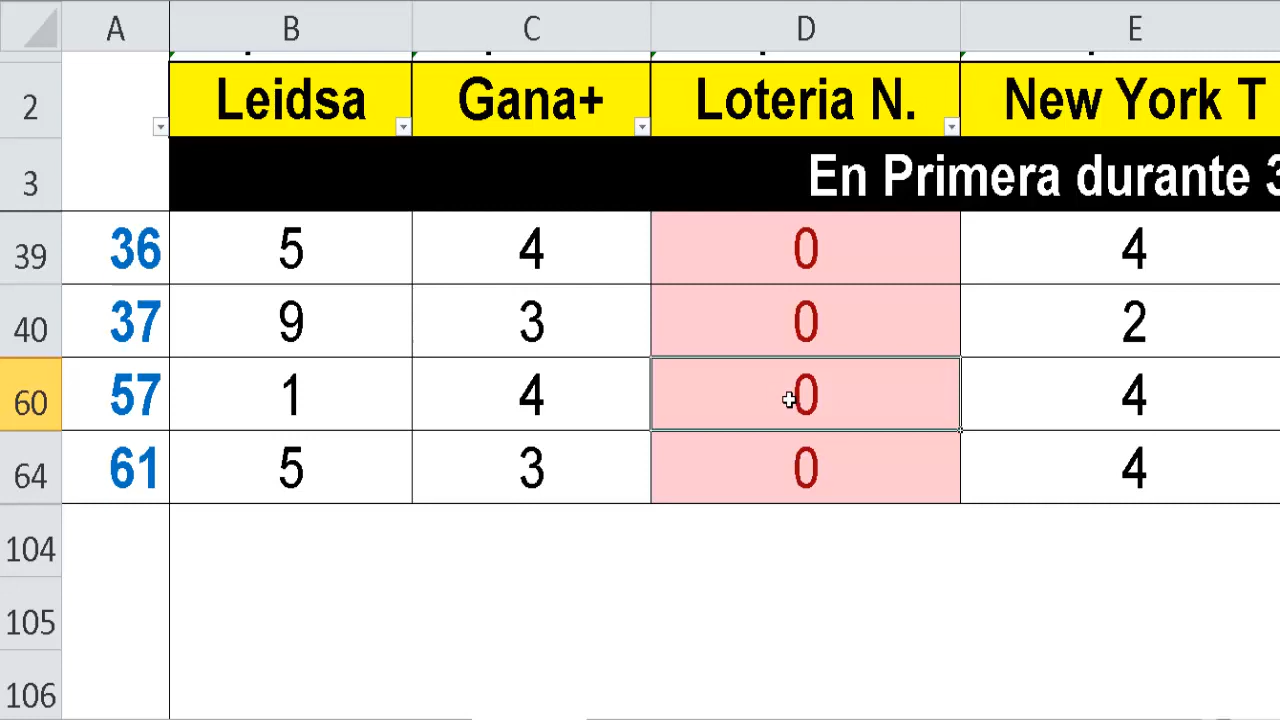 A B C D E
2 Leidsa Gana+ Loteria N. New York T
3 En Primera durante 3
39 36 5 4 0 4
40 37 9 3 0 2
60 57 1 4 0 4
64 61 5 3 0 4
104
105
106